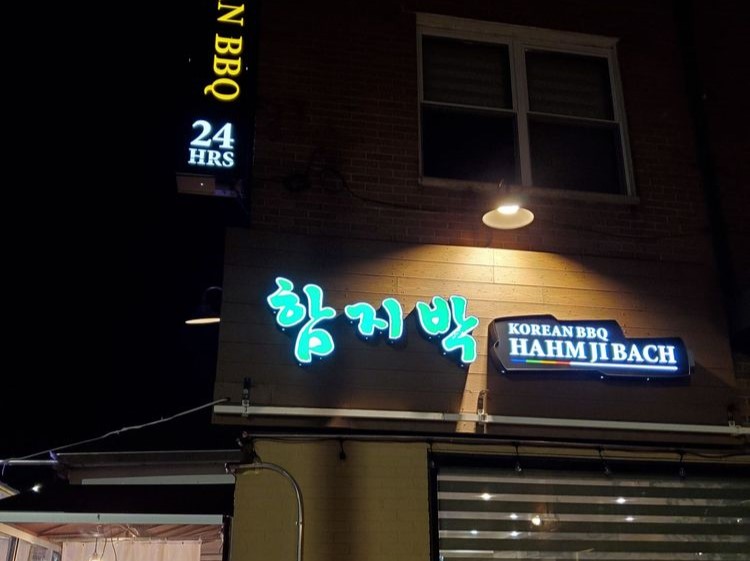 N BBQ
24
HRS
함지박
KOREAN BBQ
HAHM JI BACH